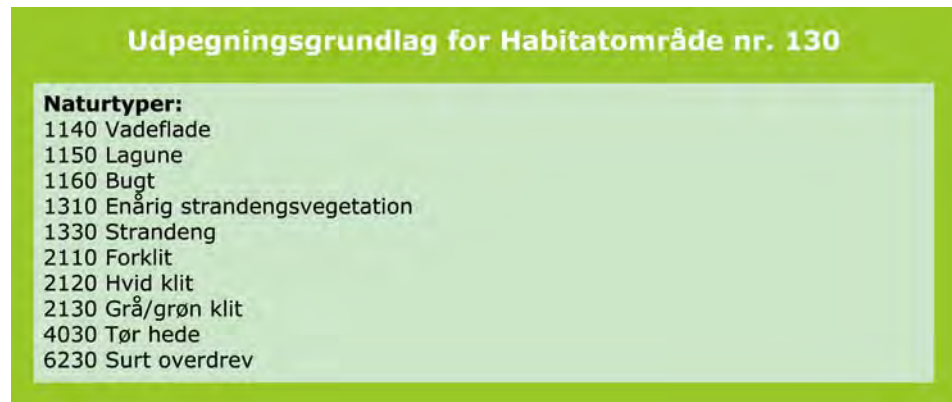 Udpegningsgrundlag for Habitatområde nr. 130
Naturtyper:
1140 Vadeflade
1150 Lagune
1160 Bugt
1310 Enårig strandengsvegetation
1330 Strandeng
2110 Forklit
2120 Hvid klit
2130 Grå/grøn klit
4030 Tør hede
6230 Surt overdrev